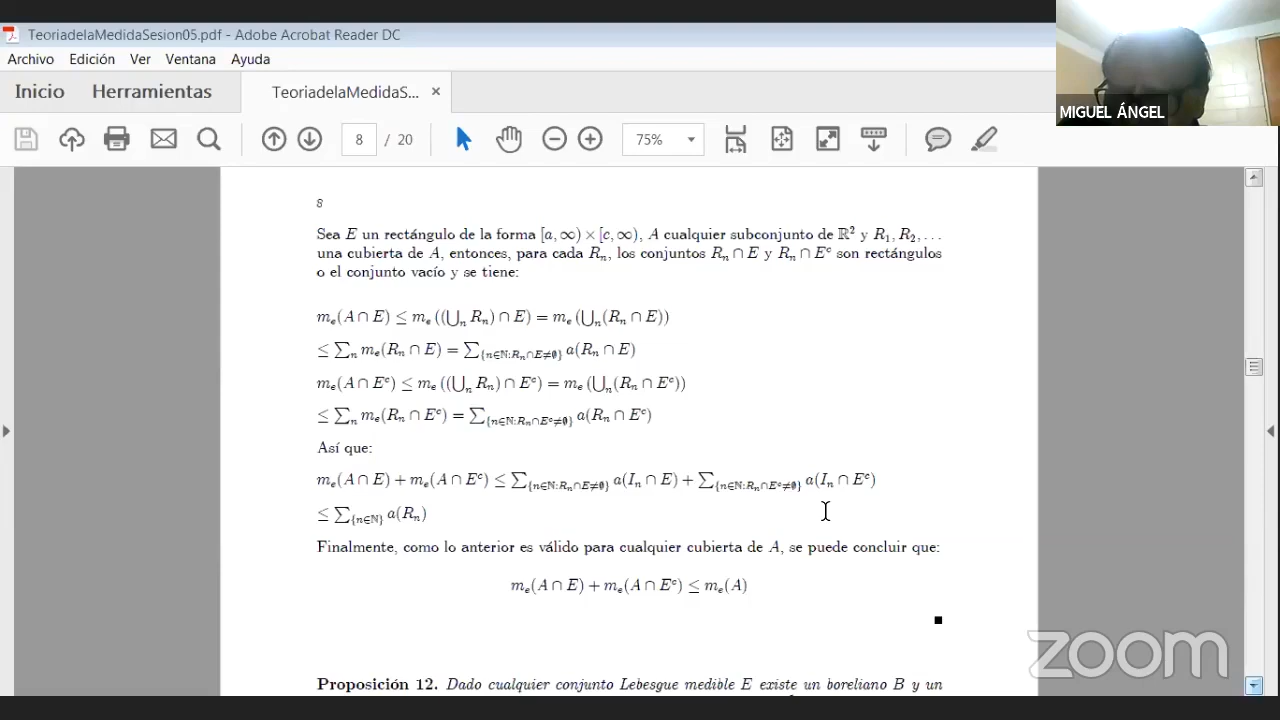 TeoriadelaMedidaSesion05.pdf - Adobe Acrobat Reader DC
Archivo Edición Ver Ventana Ayuda
Inicio Herramientas TeoriadelaMedidaS... ×
8 / 20 75%
MIGUEL ÁNGEL
8
Sea E un rectángulo de la forma [a, ∞) × [c, ∞), A cualquier subconjunto de ℝ² y R₁, R₂, . . .
una cubierta de A, entonces, para cada Rₙ, los conjuntos Rₙ ∩ E y Rₙ ∩ Eᶜ son rectángulos
o el conjunto vacío y se tiene:
mₑ(A ∩ E) ≤ mₑ ((⋃ₙ Rₙ) ∩ E) = mₑ (⋃ₙ(Rₙ ∩ E))
≤ ∑ₙ mₑ(Rₙ ∩ E) = ∑_{n∈ℕ:Rₙ∩E≠∅} a(Rₙ ∩ E)
mₑ(A ∩ Eᶜ) ≤ mₑ ((⋃ₙ Rₙ) ∩ Eᶜ) = mₑ (⋃ₙ(Rₙ ∩ Eᶜ))
≤ ∑ₙ mₑ(Rₙ ∩ Eᶜ) = ∑_{n∈ℕ:Rₙ∩Eᶜ≠∅} a(Rₙ ∩ Eᶜ)
Así que:
mₑ(A ∩ E) + mₑ(A ∩ Eᶜ) ≤ ∑_{n∈ℕ:Rₙ∩E≠∅} a(Iₙ ∩ E) + ∑_{n∈ℕ:Rₙ∩Eᶜ≠∅} a(Iₙ ∩ Eᶜ)
≤ ∑_{n∈ℕ} a(Rₙ)
Finalmente, como lo anterior es válido para cualquier cubierta de A, se puede concluir que:
mₑ(A ∩ E) + mₑ(A ∩ Eᶜ) ≤ mₑ(A)
■
zoom
Proposición 12. Dado cualquier conjunto Lebesgue medible E existe un boreliano B y un